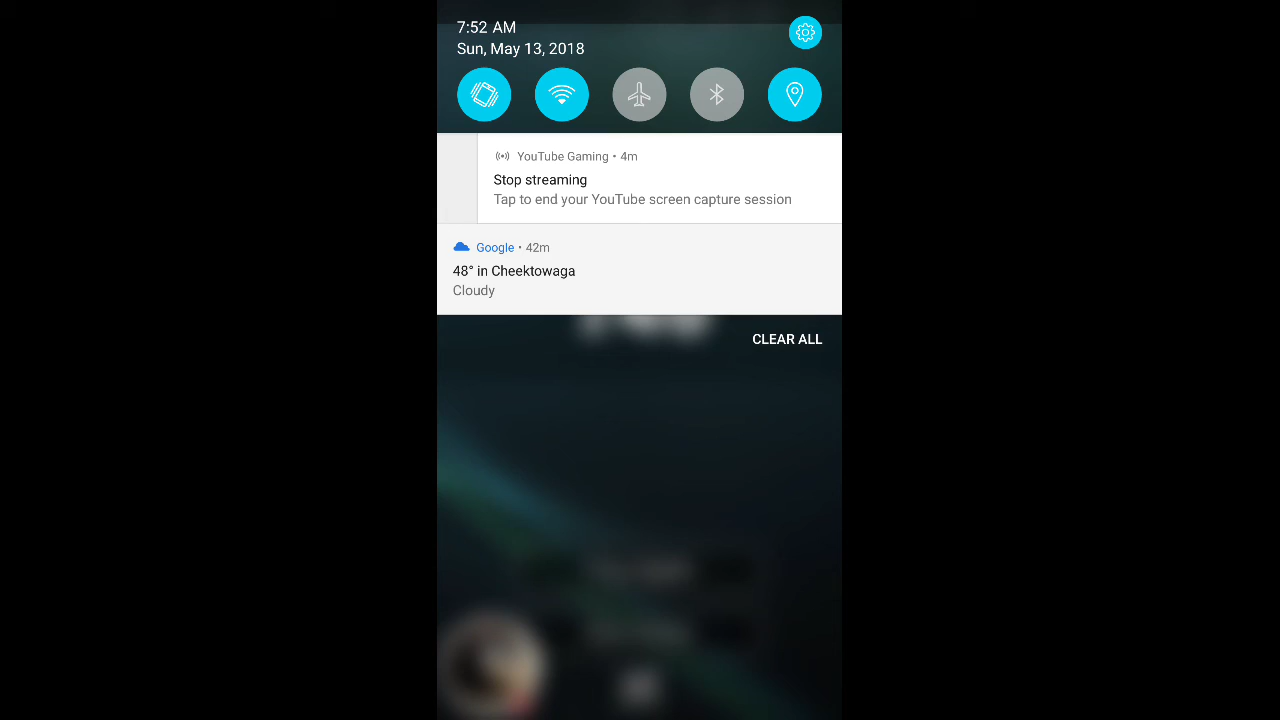 7:52 AM
Sun, May 13, 2018
YouTube Gaming • 4m
Stop streaming
Tap to end your YouTube screen capture session
Google • 42m
48° in Cheektowaga
Cloudy
CLEAR ALL